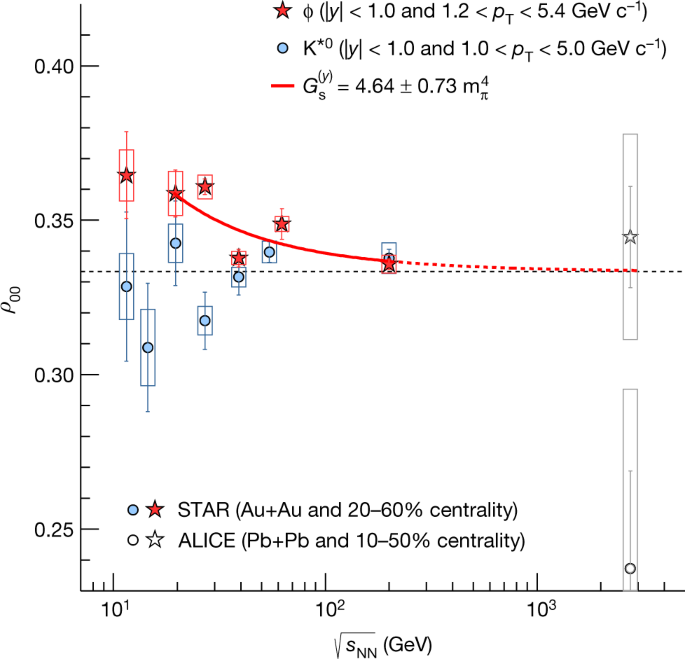 ϕ (|y| < 1.0 and 1.2 < pT < 5.4 GeV c⁻¹)
K*⁰ (|y| < 1.0 and 1.0 < pT < 5.0 GeV c⁻¹)
Gs⁽ʸ⁾ = 4.64 ± 0.73 mπ⁴
0.40
0.35
0.30
0.25
ρ00
STAR (Au+Au and 20–60% centrality)
ALICE (Pb+Pb and 10–50% centrality)
10¹ 10² 10³
√sNN (GeV)